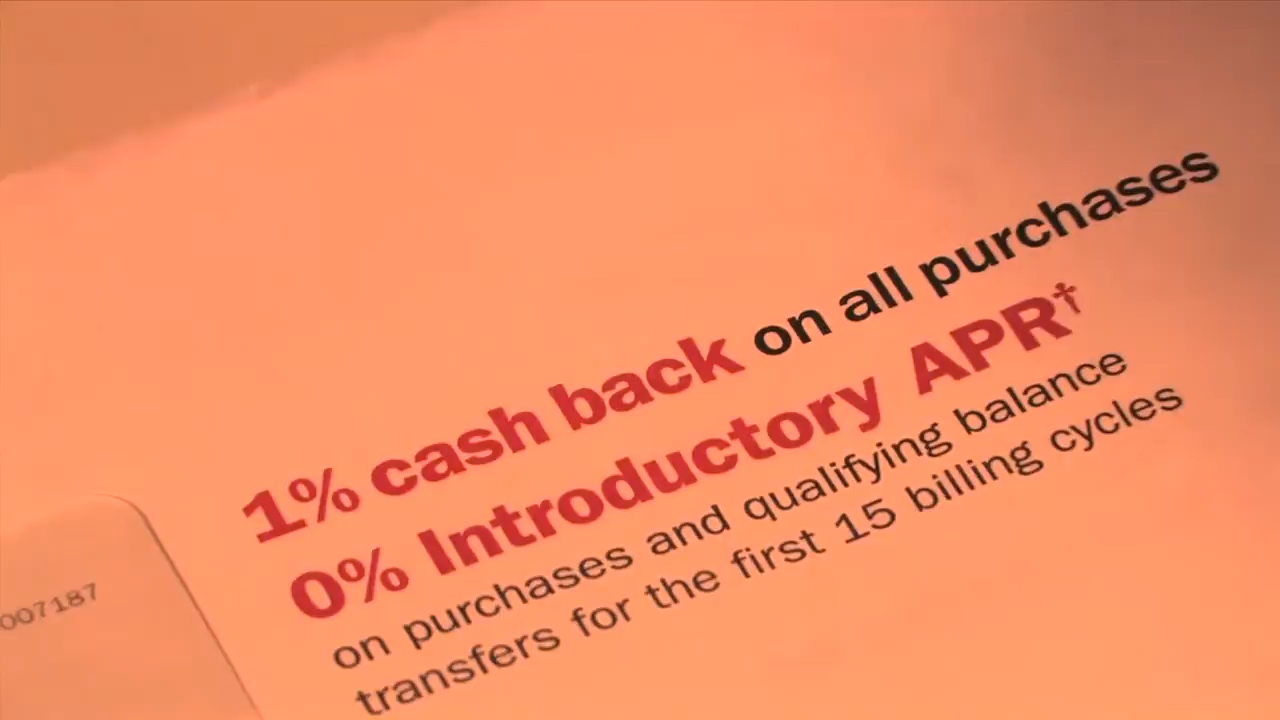 1% cash back on all purchases
0% Introductory APR†
on purchases and qualifying balance
transfers for the first 15 billing cycles
007187